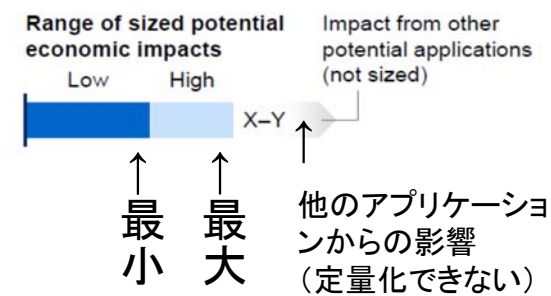 Range of sized potential
economic impacts
Impact from other
potential applications
(not sized)
Low High
X–Y
↑ ↑ ↑
最小
最大
他のアプリケーショ
ンからの影響
(定量化できない)